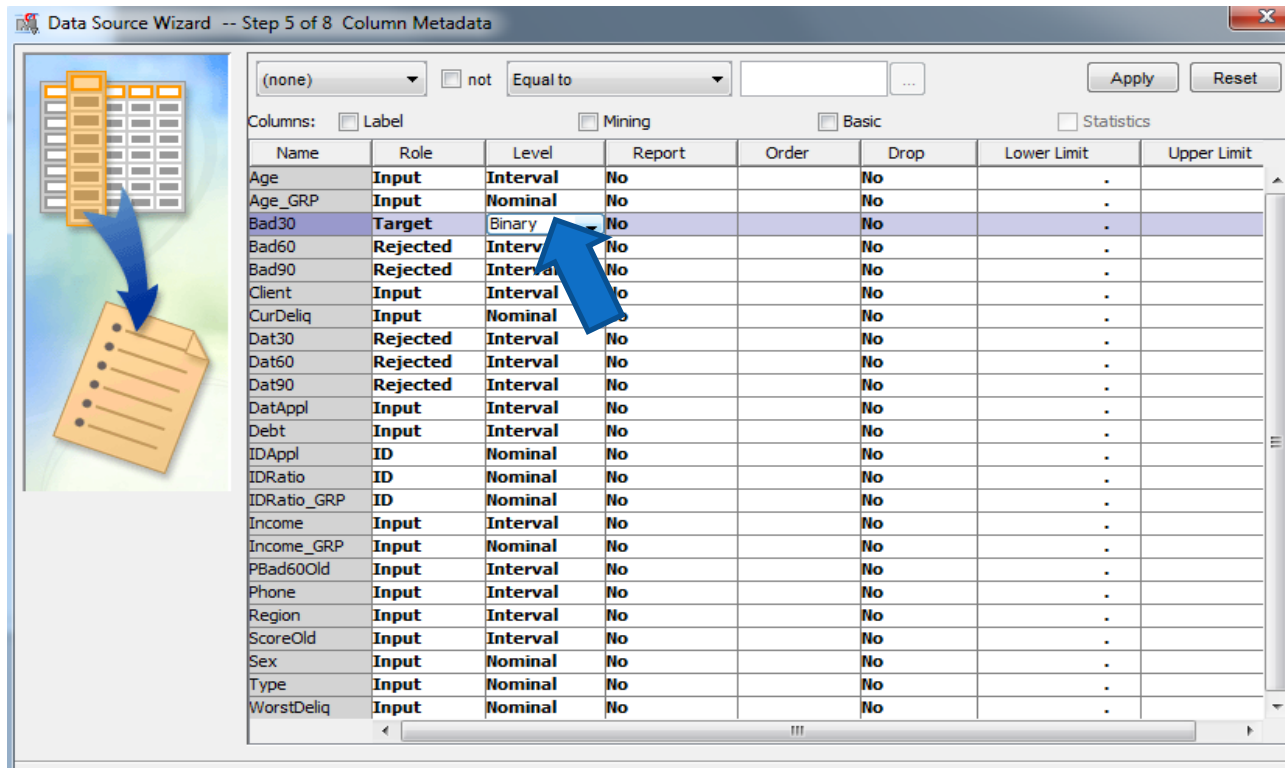 Data Source Wizard -- Step 5 of 8 Column Metadata
(none) not Equal to ... Apply Reset
Columns: Label Mining Basic Statistics
Name Role Level Report Order Drop Lower Limit Upper Limit
Age Input Interval No No .
Age_GRP Input Nominal No No .
Bad30 Target Binary No No .
Bad60 Rejected No No .
Bad90 Rejected No No .
Client Input Interval No .
CurDeliq Input Nominal No .
Dat30 Rejected Interval No No .
Dat60 Rejected Interval No No .
Dat90 Rejected Interval No No .
DatAppl Input Interval No No .
Debt Input Interval No No .
IDAppl ID Nominal No No .
IDRatio ID Nominal No No .
IDRatio_GRP ID Nominal No No .
Income Input Interval No No .
Income_GRP Input Nominal No No .
PBad60Old Input Interval No No .
Phone Input Interval No No .
Region Input Interval No No .
ScoreOld Input Interval No No .
Sex Input Nominal No No .
Type Input Nominal No No .
WorstDeliq Input Nominal No No .